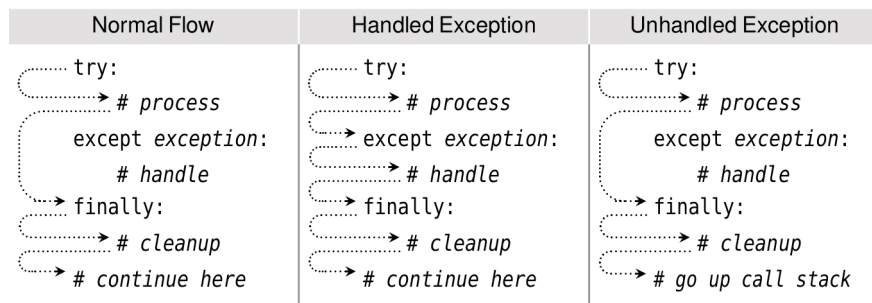 Normal Flow
try:
# process
except exception:
# handle
finally:
# cleanup
# continue here
Handled Exception
try:
# process
except exception:
# handle
finally:
# cleanup
# continue here
Unhandled Exception
try:
# process
except exception:
# handle
finally:
# cleanup
# go up call stack